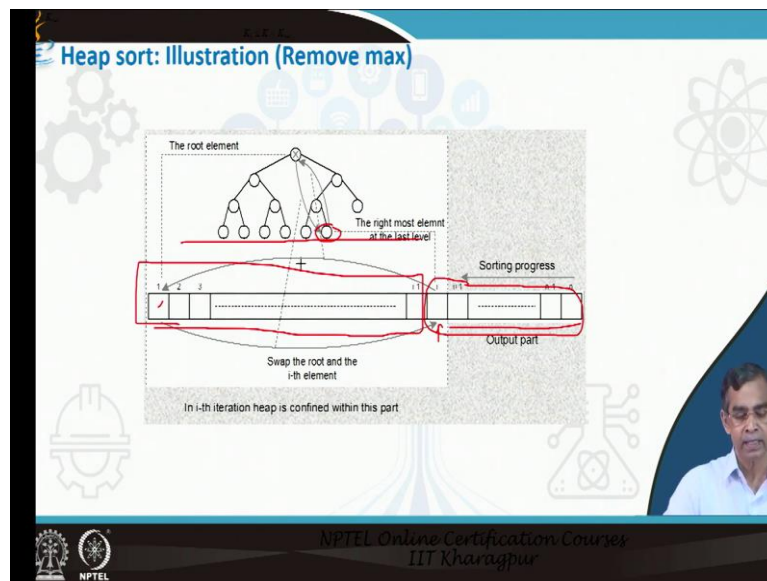 Heap sort: Illustration (Remove max)
The root element
X
The right most elemnt
at the last level
Sorting progress
1 2 3 i-1 i i+1 n-1 n
Output part
Swap the root and the
i-th element
In i-th iteration heap is confined within this part
NPTEL Online Certification Courses
IIT Kharagpur
NPTEL